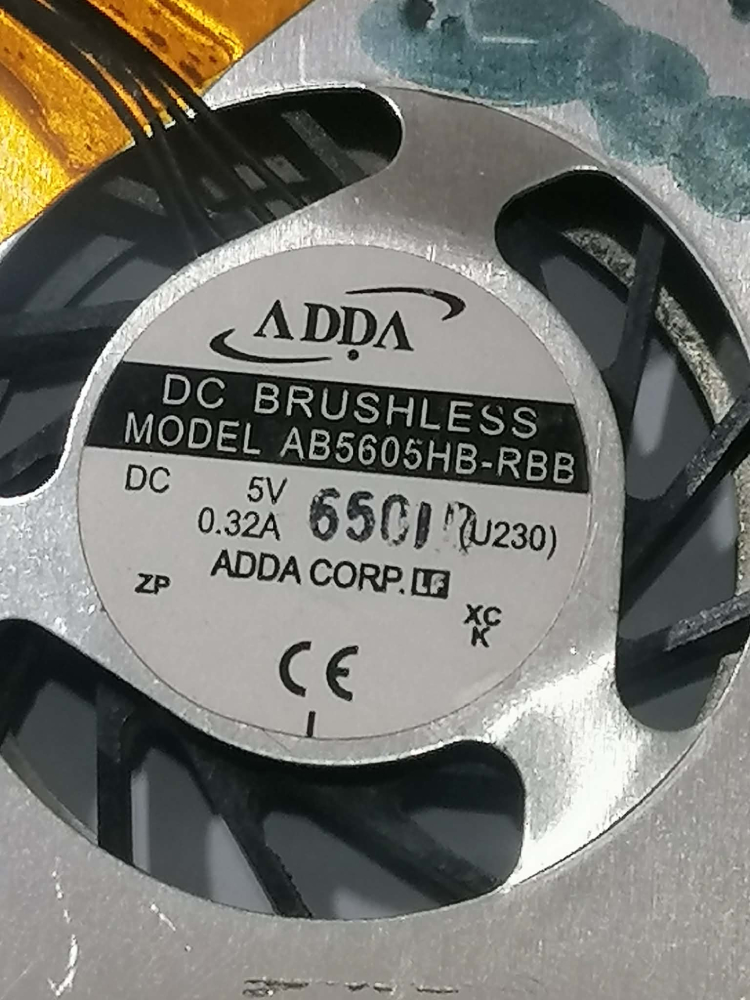 ADDA
DC BRUSHLESS
MODEL AB5605HB-RBB
DC 5V
0.32A (U230)
ADDA CORP. LF
ZP
XC
K
CE